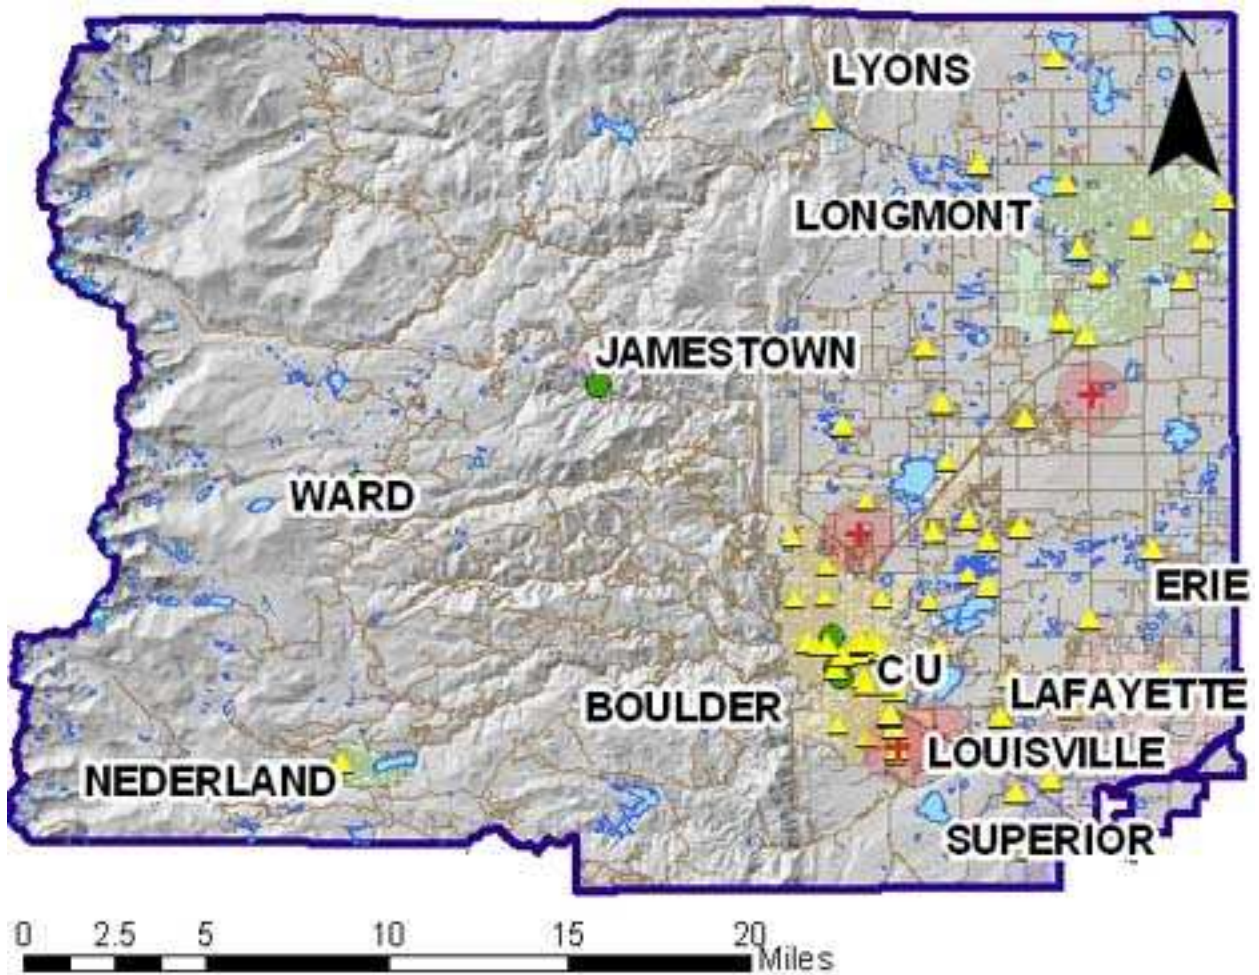 LYONS
LONGMONT
JAMESTOWN
WARD
ERIE
C U
LAFAYETTE
BOULDER
LOUISVILLE
NEDERLAND
SUPERIOR
0 2.5 5 10 15 20
Miles